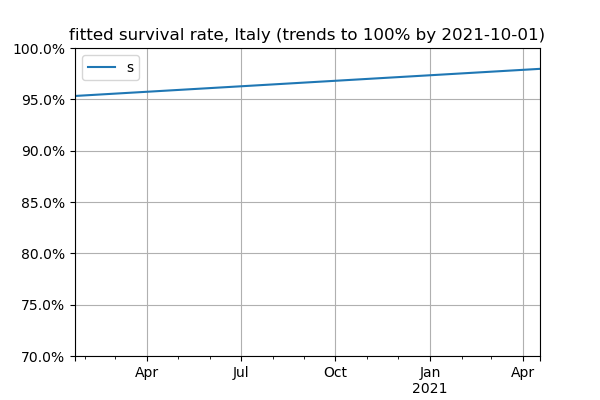 fitted survival rate, Italy (trends to 100% by 2021-10-01)
100.0%
s
95.0%
90.0%
85.0%
80.0%
75.0%
70.0%
Apr Jul Oct Jan Apr
2021